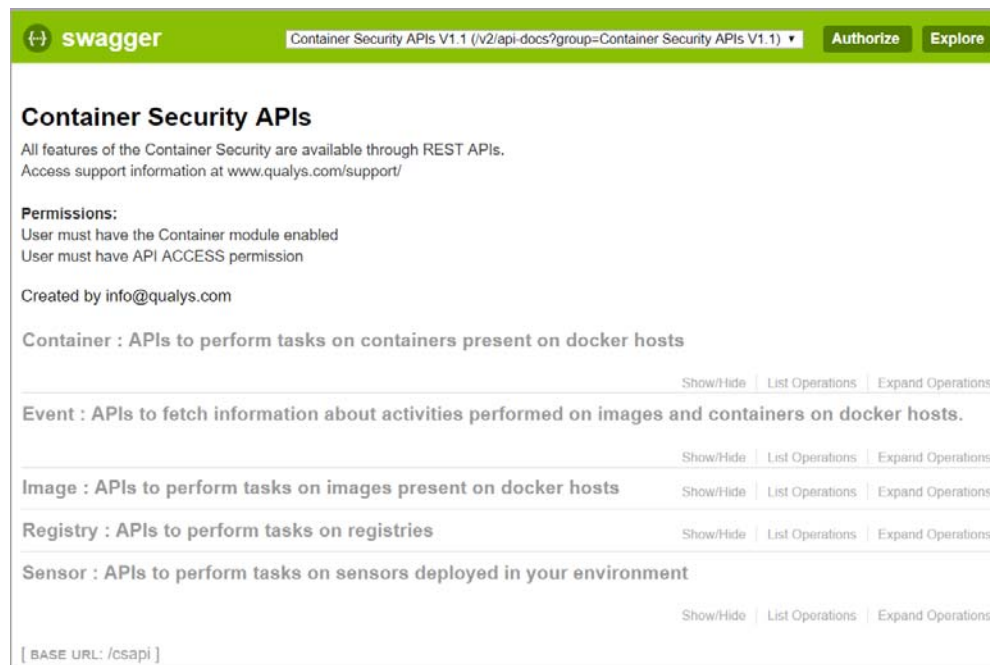 {--} swagger
Container Security APIs V1.1 (/v2/api-docs?group=Container Security APIs V1.1) ▼
Authorize
Explore
Container Security APIs
All features of the Container Security are available through REST APIs.
Access support information at www.qualys.com/support/
Permissions:
User must have the Container module enabled
User must have API ACCESS permission
Created by info@qualys.com
Container : APIs to perform tasks on containers present on docker hosts
Show/Hide | List Operations | Expand Operations
Event : APIs to fetch information about activities performed on images and containers on docker hosts.
Show/Hide | List Operations | Expand Operations
Image : APIs to perform tasks on images present on docker hosts
Show/Hide | List Operations | Expand Operations
Registry : APIs to perform tasks on registries
Show/Hide | List Operations | Expand Operations
Sensor : APIs to perform tasks on sensors deployed in your environment
Show/Hide | List Operations | Expand Operations
[ BASE URL: /csapi ]